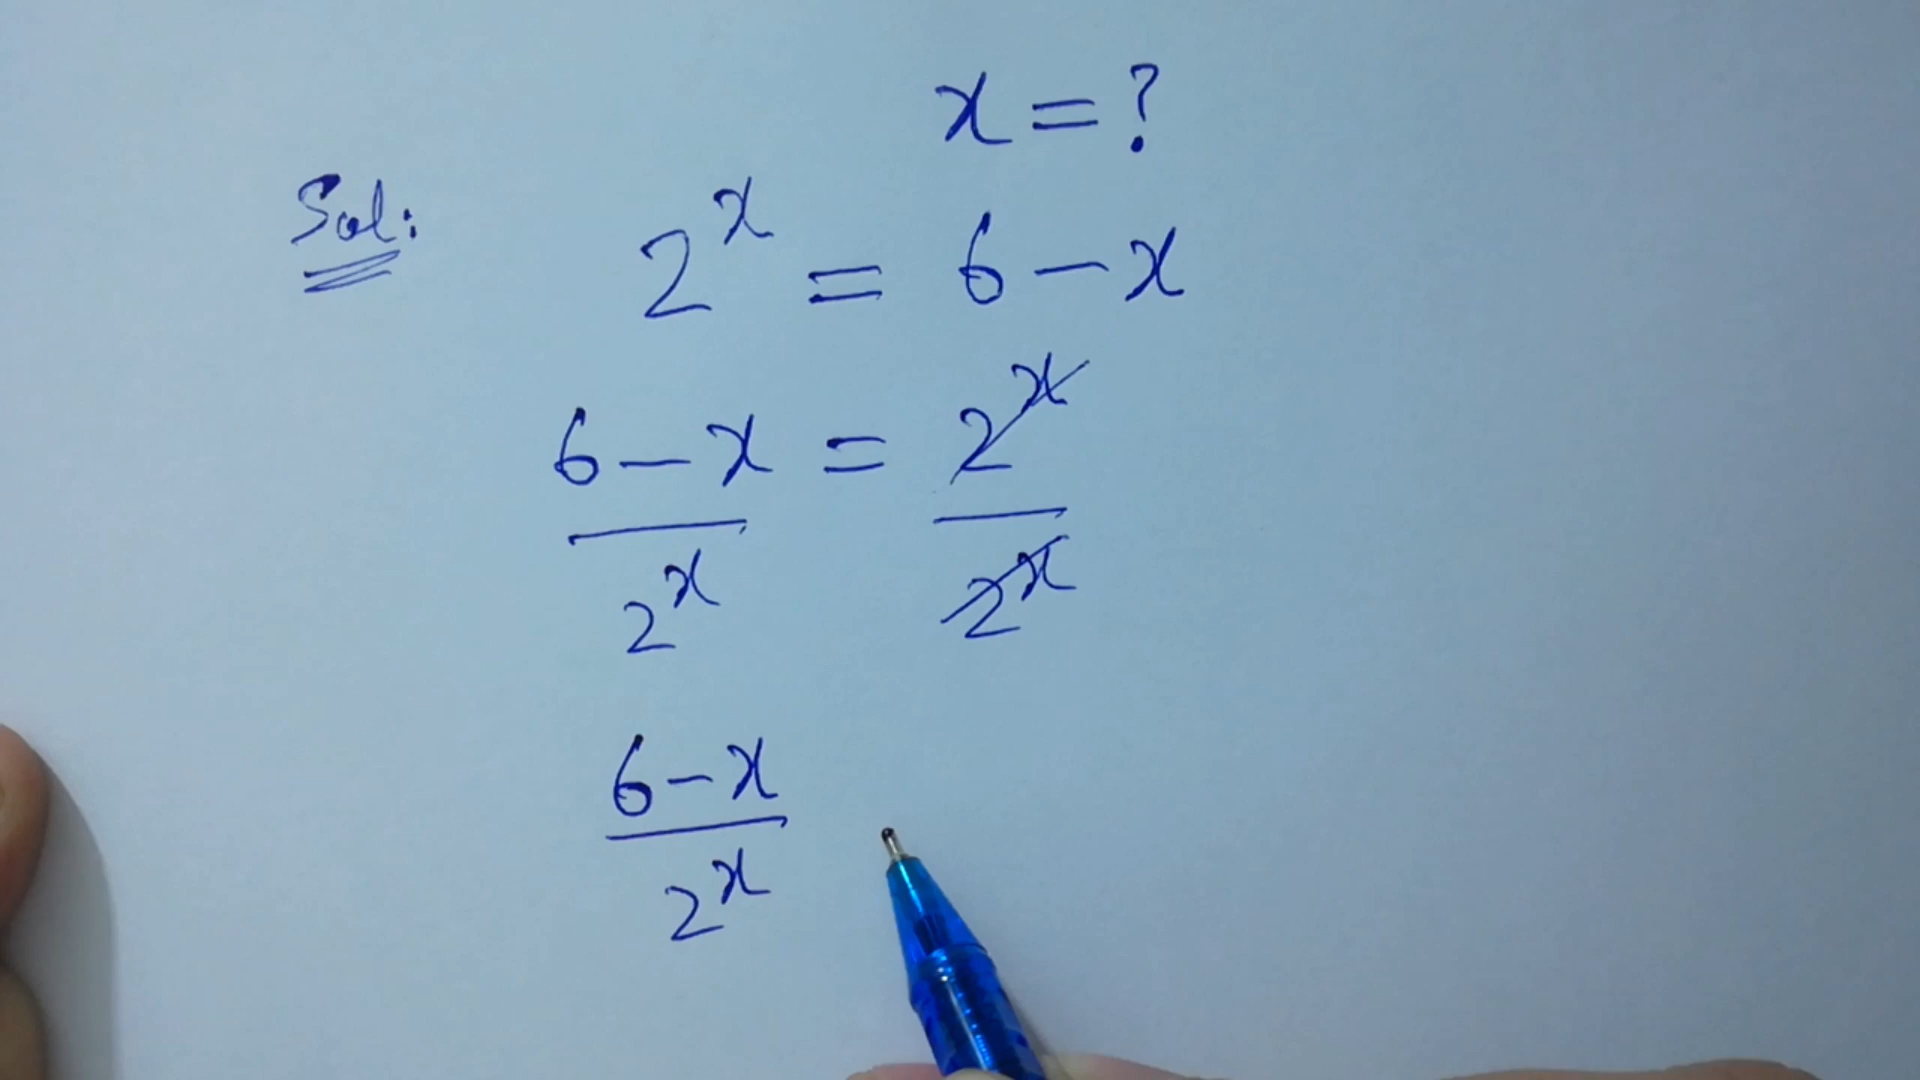 x = ?
Sol:
2^x = 6 - x
6 - x / 2^x = 2^x / 2^x
6 - x / 2^x